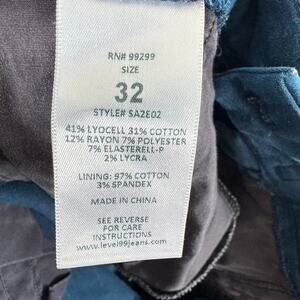 RN# 99299
SIZE
32
STYLE# SA2E02
41% LYOCELL 31% COTTON
12% RAYON 7% POLYESTER
7% ELASTERELL-P
2% LYCRA
LINING: 97% COTTON
3% SPANDEX
MADE IN CHINA
SEE REVERSE
FOR CARE
INSTRUCTIONS
www.level99jeans.com